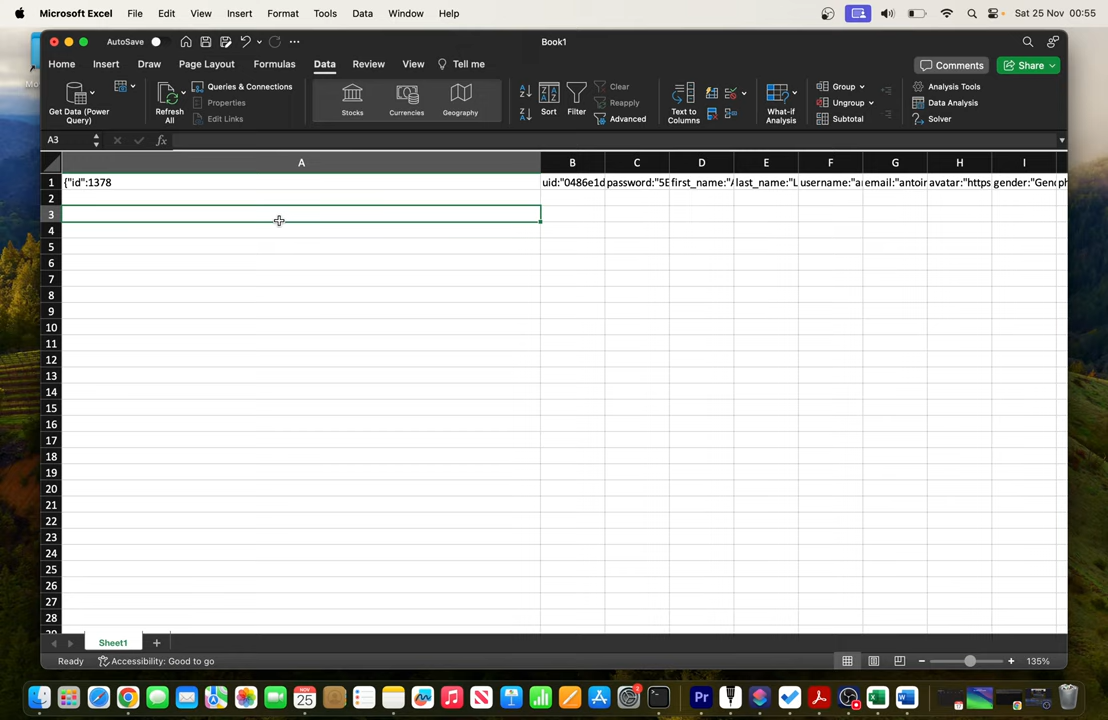 Microsoft Excel File Edit View Insert Format Tools Data Window Help Sat 25 Nov 00:55
AutoSave Book1
Home Insert Draw Page Layout Formulas Data Review View Tell me Comments Share
Get Data (Power Query)
Refresh All
Queries & Connections
Properties
Edit Links
Stocks Currencies Geography
Sort Filter
Clear
Reapply
Advanced
Text to Columns
What-if Analysis
Group
Ungroup
Subtotal
Analysis Tools
Data Analysis
Solver
A3 fx
A B C D E F G H I
1 {"id":1378 uid:"0486e1d password:"5E first_name:"A last_name:"L username:"a email:"antoin avatar:"https gender:"Gend ph
2
3
4
5
6
7
8
9
10
11
12
13
14
15
16
17
18
19
20
21
22
23
24
25
26
27
28
Sheet1
Ready Accessibility: Good to go 135%